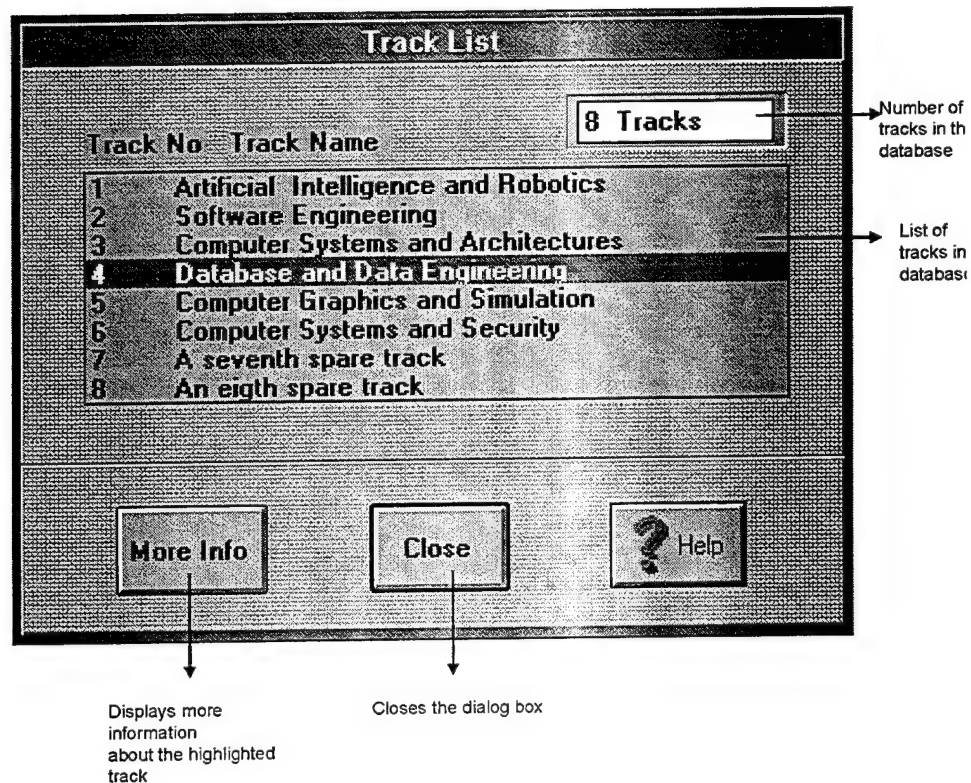 Track List
8 Tracks
Number of
tracks in th
database
Track No Track Name
1 Artificial Intelligence and Robotics
2 Software Engineering
3 Computer Systems and Architectures
4 Database and Data Engineering
5 Computer Graphics and Simulation
6 Computer Systems and Security
7 A seventh spare track
8 An eigth spare track
List of
tracks in
databas
More Info
Close
? Help
Displays more
information
about the highlighted
track
Closes the dialog box